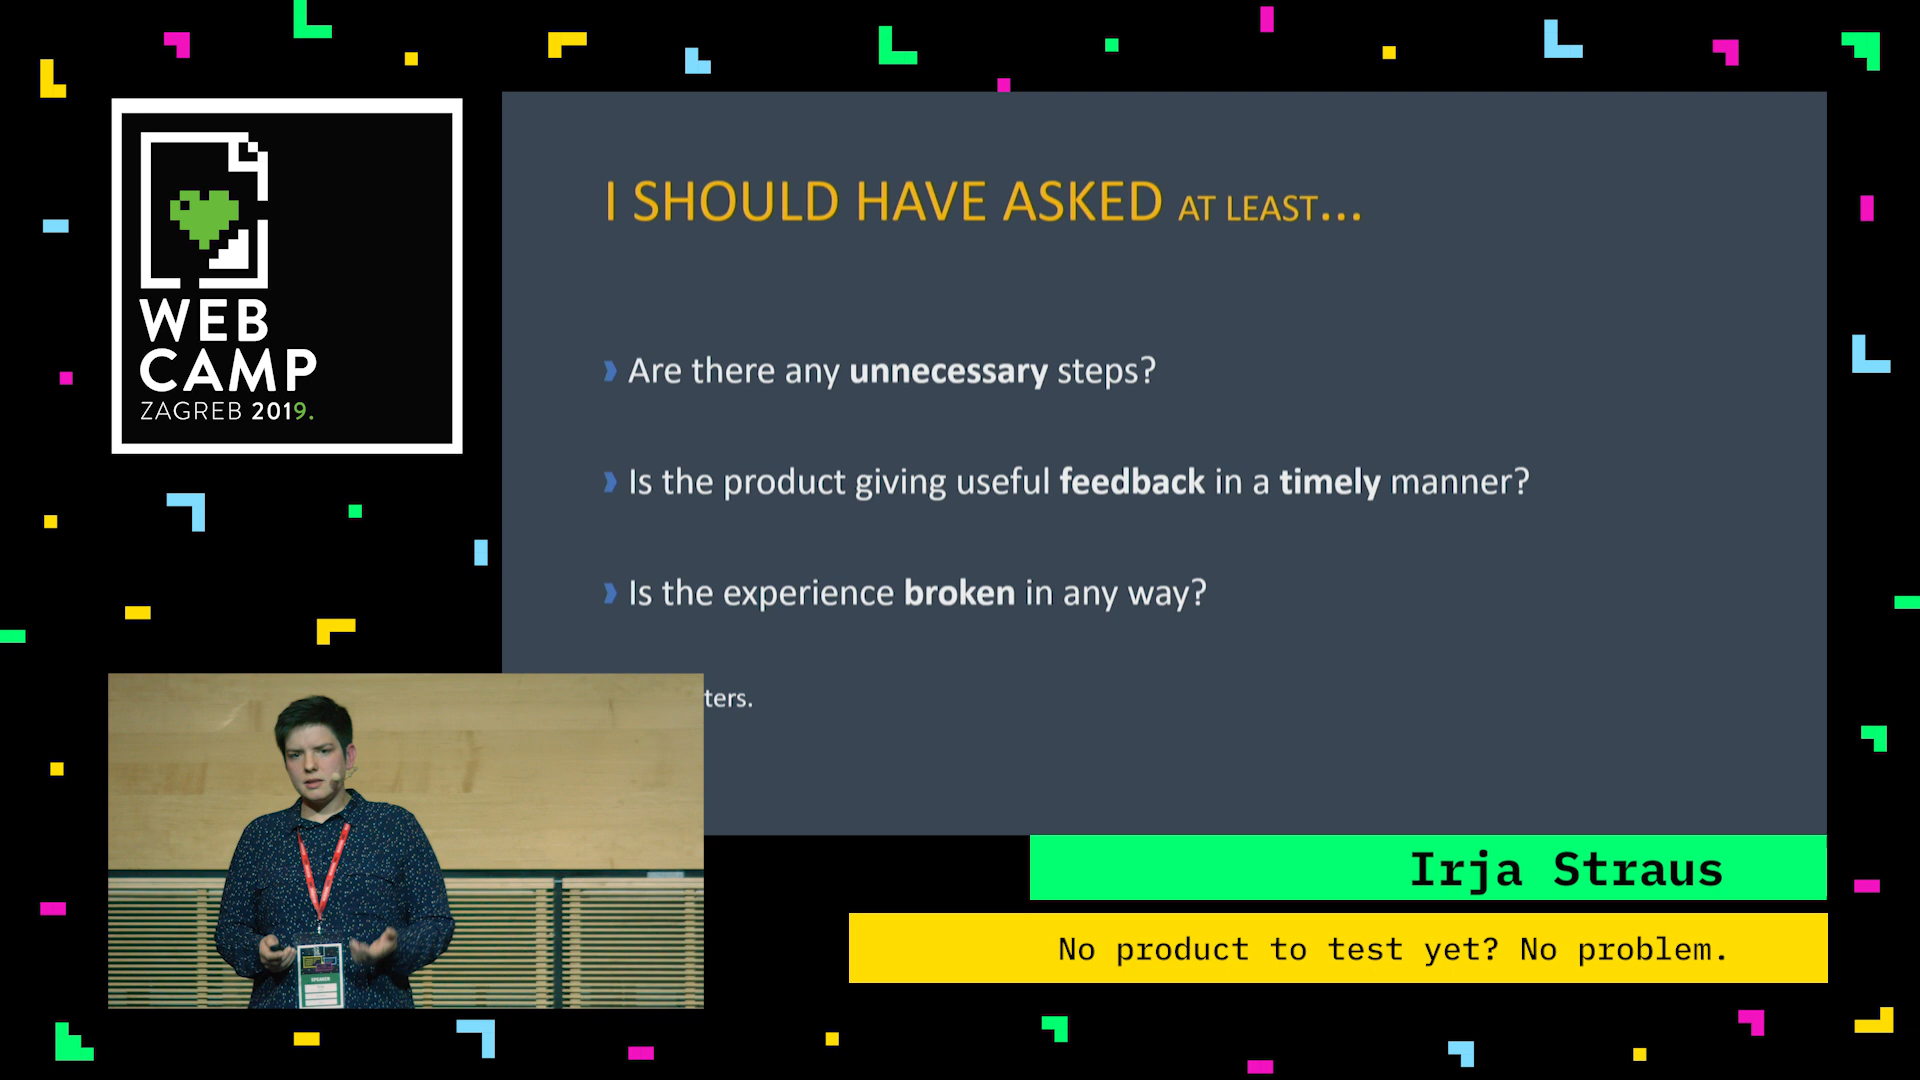 WEB
CAMP
ZAGREB 2019.
I SHOULD HAVE ASKED AT LEAST...
Are there any unnecessary steps?
Is the product giving useful feedback in a timely manner?
Is the experience broken in any way?
ters.
SPEAKER
Irja Straus
No product to test yet? No problem.